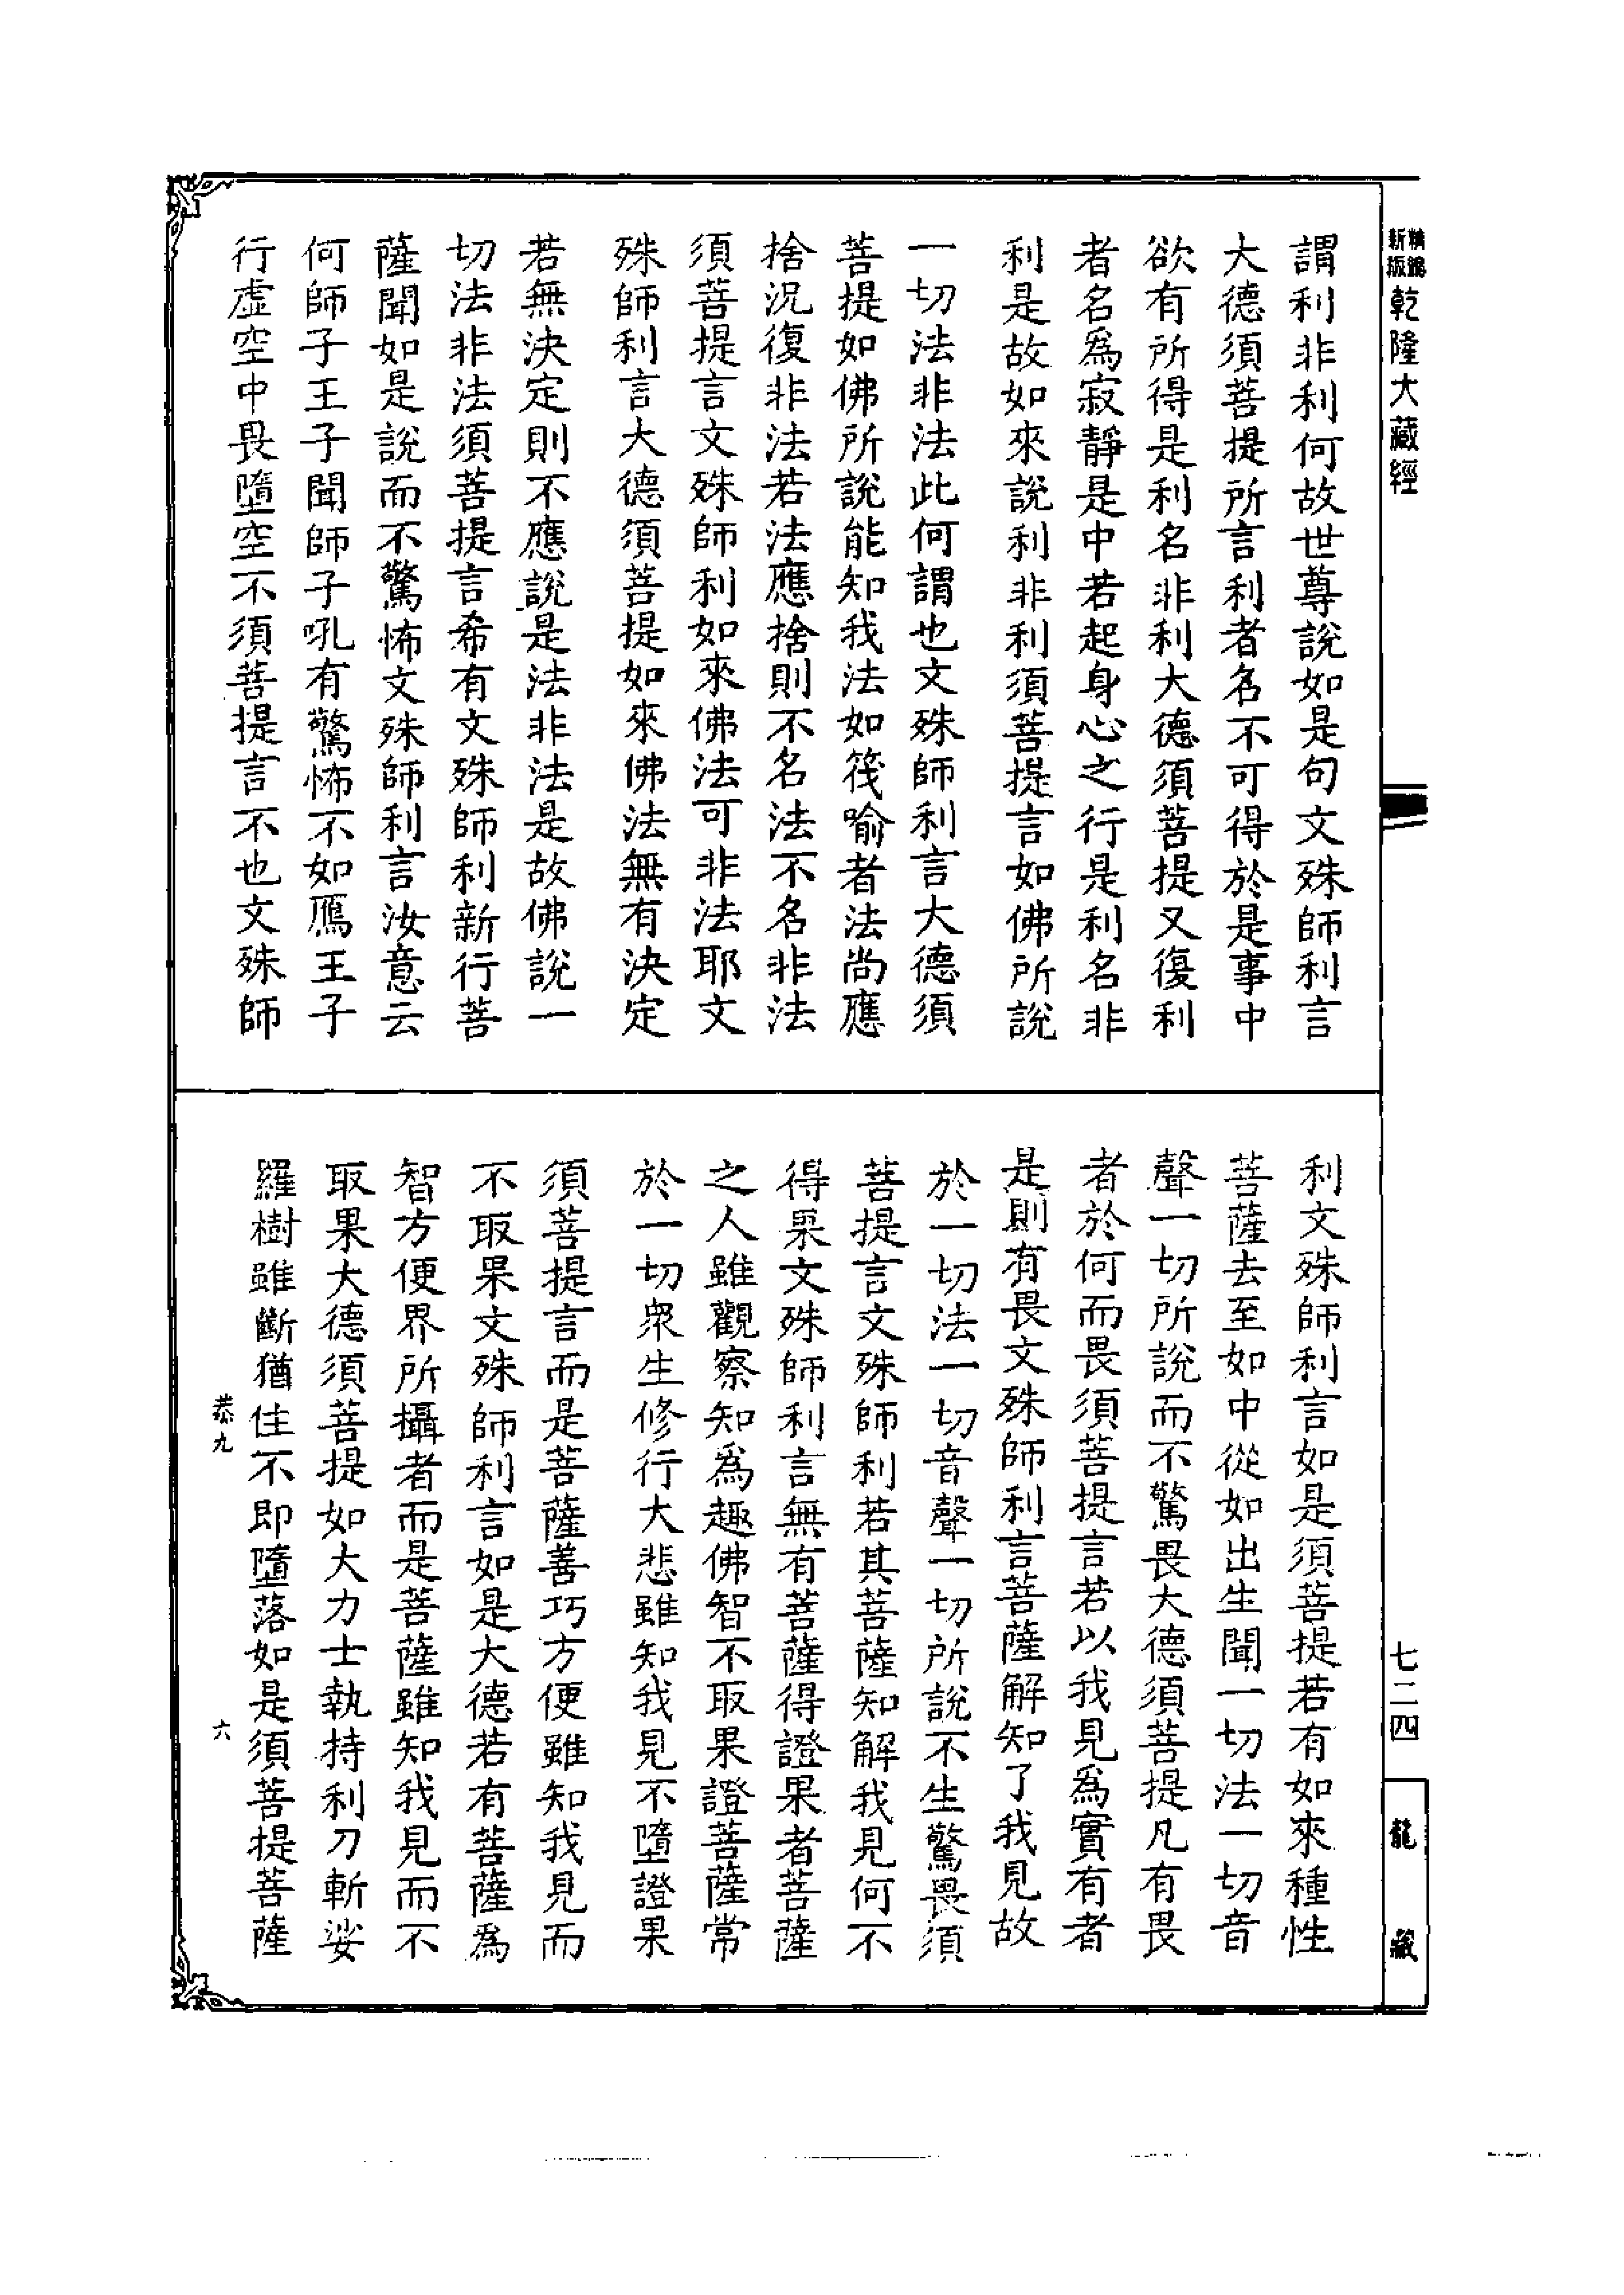 新鐫
新版
乾隆大藏經
謂利非利何故世尊說如是句文殊師利言
大德須菩提所言利者名不可得於是事中
欲有所得是利名非利大德須菩提又復利
者名爲寂靜是中若起身心之行是利名非
利是故如來說利非利須菩提言如佛所說
一切法非法此何謂也文殊師利言大德須
菩提如佛所說能知我法如筏喻者法尚應
捨況復非法若法應捨則不名法不名非法
須菩提言文殊師利如來佛法可非法耶文
殊師利言大德須菩提如來佛法無有決定
若無決定則不應說是法非法是故佛說一
切法非法須菩提言希有文殊師利新行菩
薩聞如是說而不驚怖文殊師利言汝意云
何師子王子聞師子吼有驚怖不如鴈王子
行虛空中畏墮空不須菩提言不也文殊師
利文殊師利言如是須菩提若有如來種性
菩薩去至如中從如出生聞一切法一切音
聲一切所說而不驚畏大德須菩提凡有畏
者於何而畏須菩提言若以我見爲實有者
是則有畏文殊師利言菩薩解知了我見故
於一切法一切音聲一切所說不生驚畏須
菩提言文殊師利若其菩薩知解我見何不
得果文殊師利言無有菩薩得證果者菩薩
之人雖觀察知爲趣佛智不取果證菩薩常
於一切眾生修行大悲雖知我見不墮證果
須菩提言而是菩薩善巧方便雖知我見而
不取果文殊師利言如是大德若有菩薩爲
智方便界所攝者而是菩薩雖知我見而不
取果大德須菩提如大力士執持利刀斬娑
羅樹雖斷猶住不即墮落如是須菩提菩薩
恭九
六
七二四
龍藏